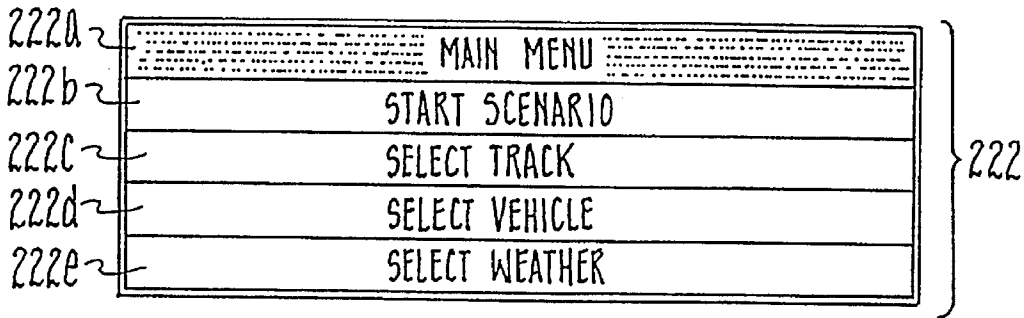 222a MAIN MENU
222b START SCENARIO
222c SELECT TRACK 222
222d SELECT VEHICLE
222e SELECT WEATHER